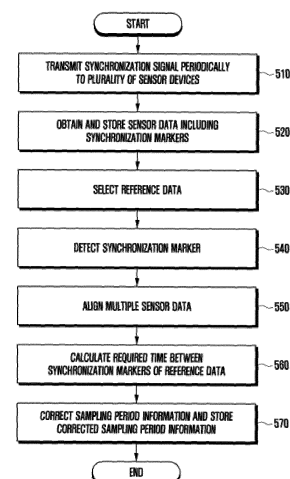 START
TRANSMIT SYNCHRONIZATION SIGNAL PERIODICALLY
TO PLURALITY OF SENSOR DEVICES
510
OBTAIN AND STORE SENSOR DATA INCLUDING
SYNCHRONIZATION MARKERS
520
SELECT REFERENCE DATA
530
DETECT SYNCHRONIZATION MARKER
540
ALIGN MULTIPLE SENSOR DATA
550
CALCULATE REQUIRED TIME BETWEEN
SYNCHRONIZATION MARKERS OF REFERENCE DATA
560
CORRECT SAMPLING PERIOD INFORMATION AND STORE
CORRECTED SAMPLING PERIOD INFORMATION
570
END